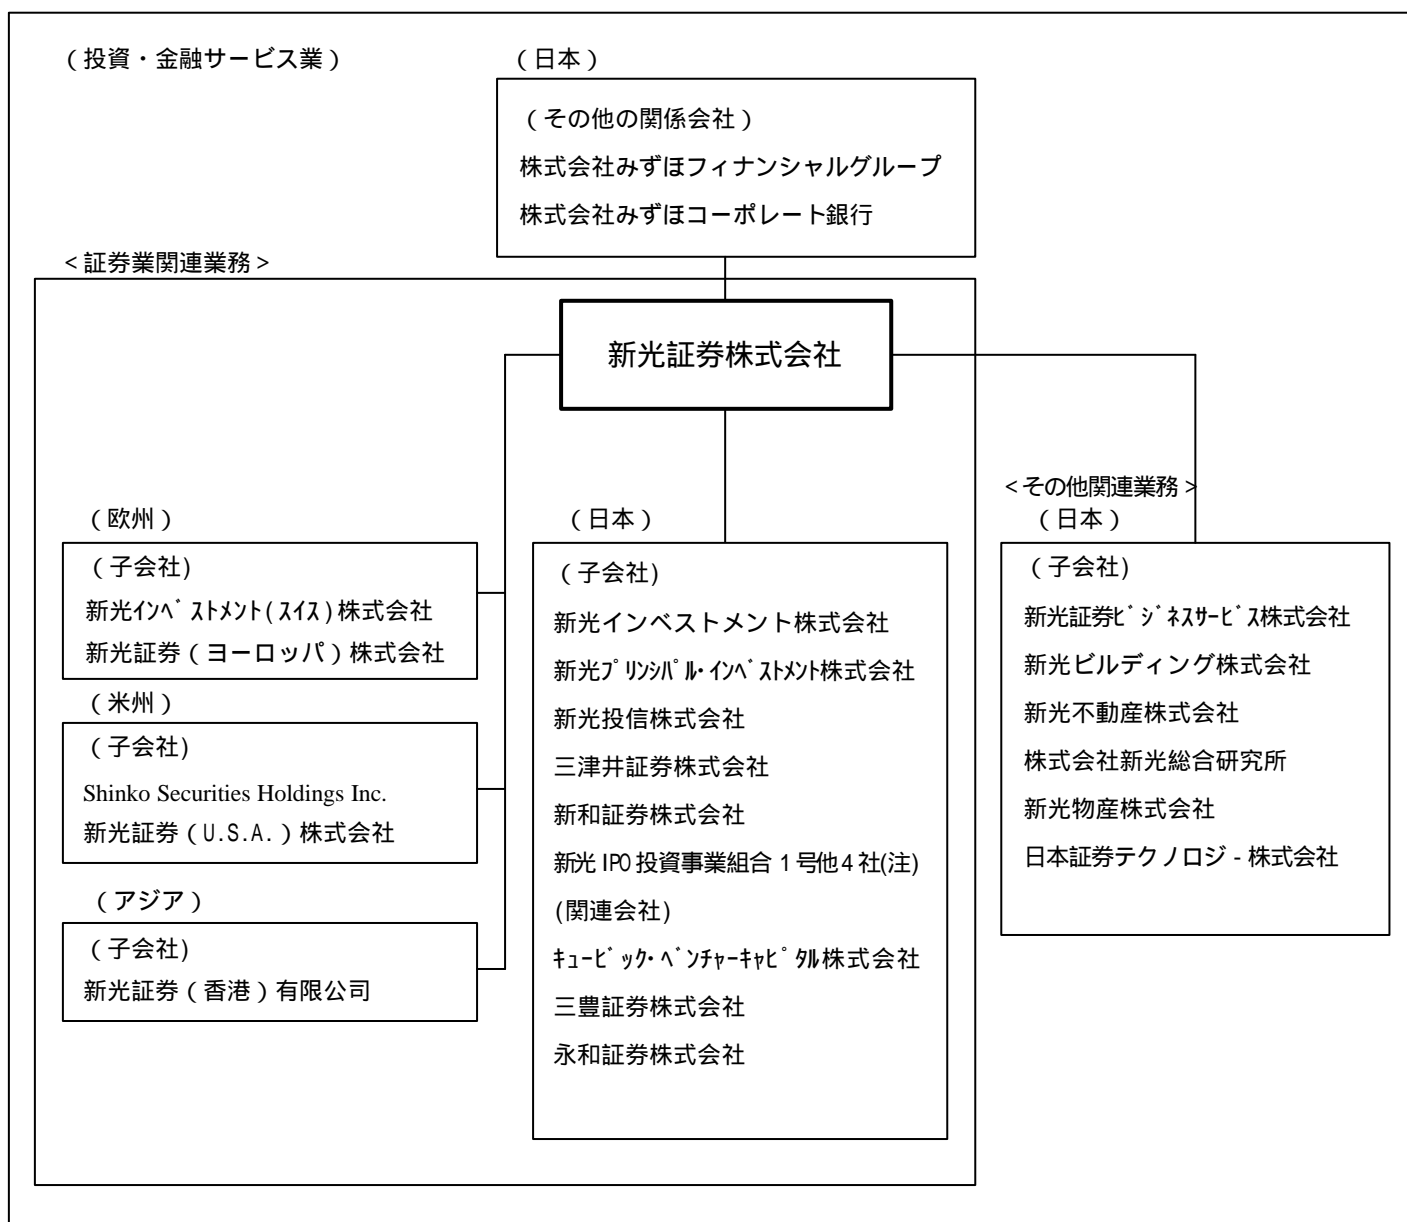 （投資・金融サービス業）
（日本）
（その他の関係会社）
株式会社みずほフィナンシャルグループ
株式会社みずほコーポレート銀行
＜証券業関連業務＞
新光証券株式会社
（欧州）
（子会社)
新光ｲﾝﾍﾞｽﾄﾒﾝﾄ(ｽｲｽ)株式会社
新光証券（ヨーロッパ）株式会社
（米州）
（子会社)
Shinko Securities Holdings Inc.
新光証券（U.S.A.）株式会社
（アジア）
（子会社)
新光証券（香港）有限公司
（日本）
（子会社)
新光インベストメント株式会社
新光ﾌﾟﾘﾝｼﾊﾟﾙ･ｲﾝﾍﾞｽﾄﾒﾝﾄ株式会社
新光投信株式会社
三津井証券株式会社
新和証券株式会社
新光 IPO 投資事業組合 1 号他 4 社(注)
(関連会社)
ｷｭｰﾋﾞｯｸ･ﾍﾞﾝﾁｬｰｷｬﾋﾟﾀﾙ株式会社
三豊証券株式会社
永和証券株式会社
＜その他関連業務＞
（日本）
（子会社)
新光証券ﾋﾞｼﾞﾈｽｻｰﾋﾞｽ株式会社
新光ビルディング株式会社
新光不動産株式会社
株式会社新光総合研究所
新光物産株式会社
日本証券テクノロジ‐株式会社